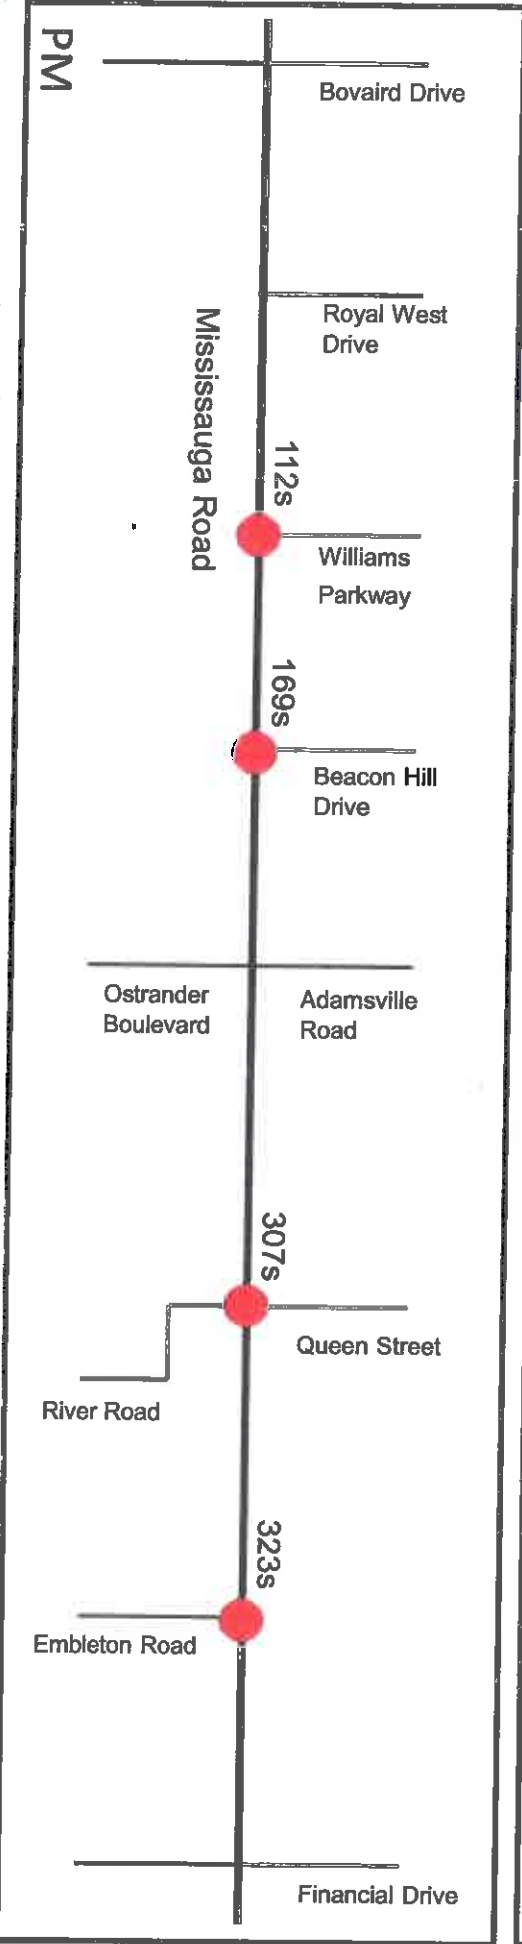 PM
Bovaird Drive
Royal West
Drive
Mississauga Road
112s
Williams
Parkway
169s
Beacon Hill
Drive
Ostrander
Boulevard
Adamsville
Road
307s
Queen Street
River Road
323s
Embleton Road
Financial Drive